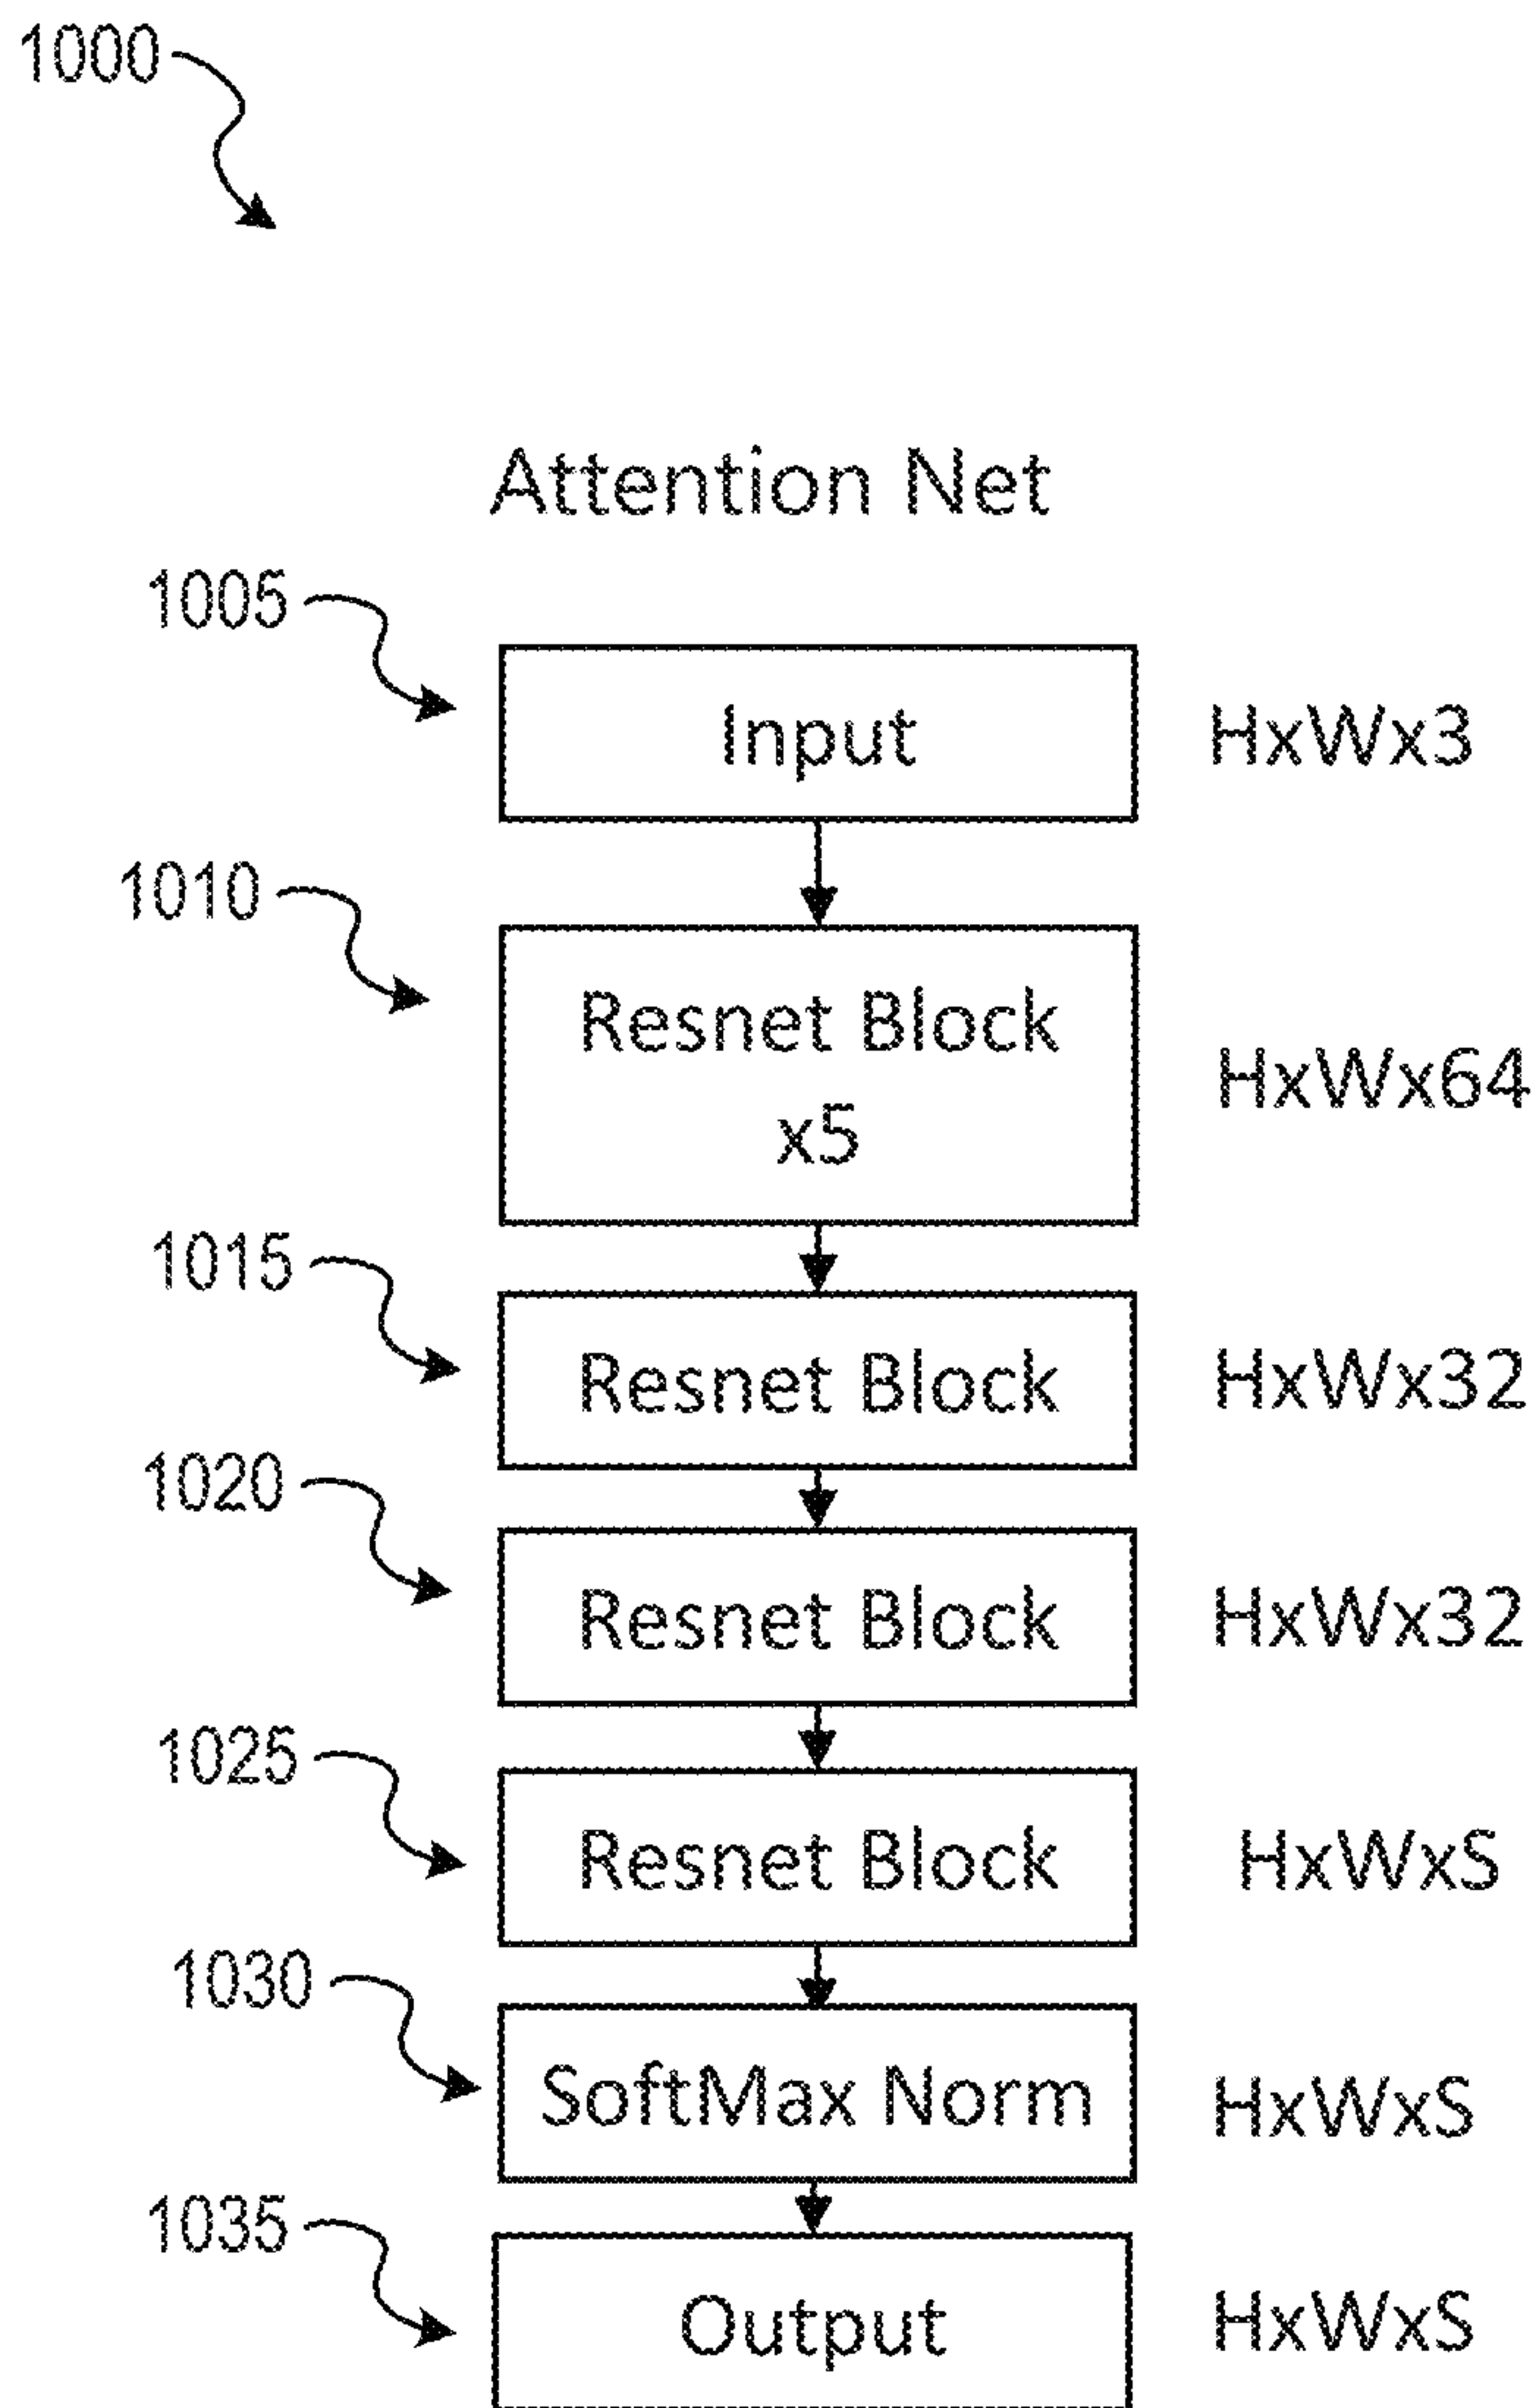 1000
Attention Net
1005
Input
HxWx3
1010
Resnet Block
x5
HxWx64
1015
Resnet Block
HxWx32
1020
Resnet Block
HxWx32
1025
Resnet Block
HxWxS
1030
SoftMax Norm
HxWxS
1035
Output
HxWxS